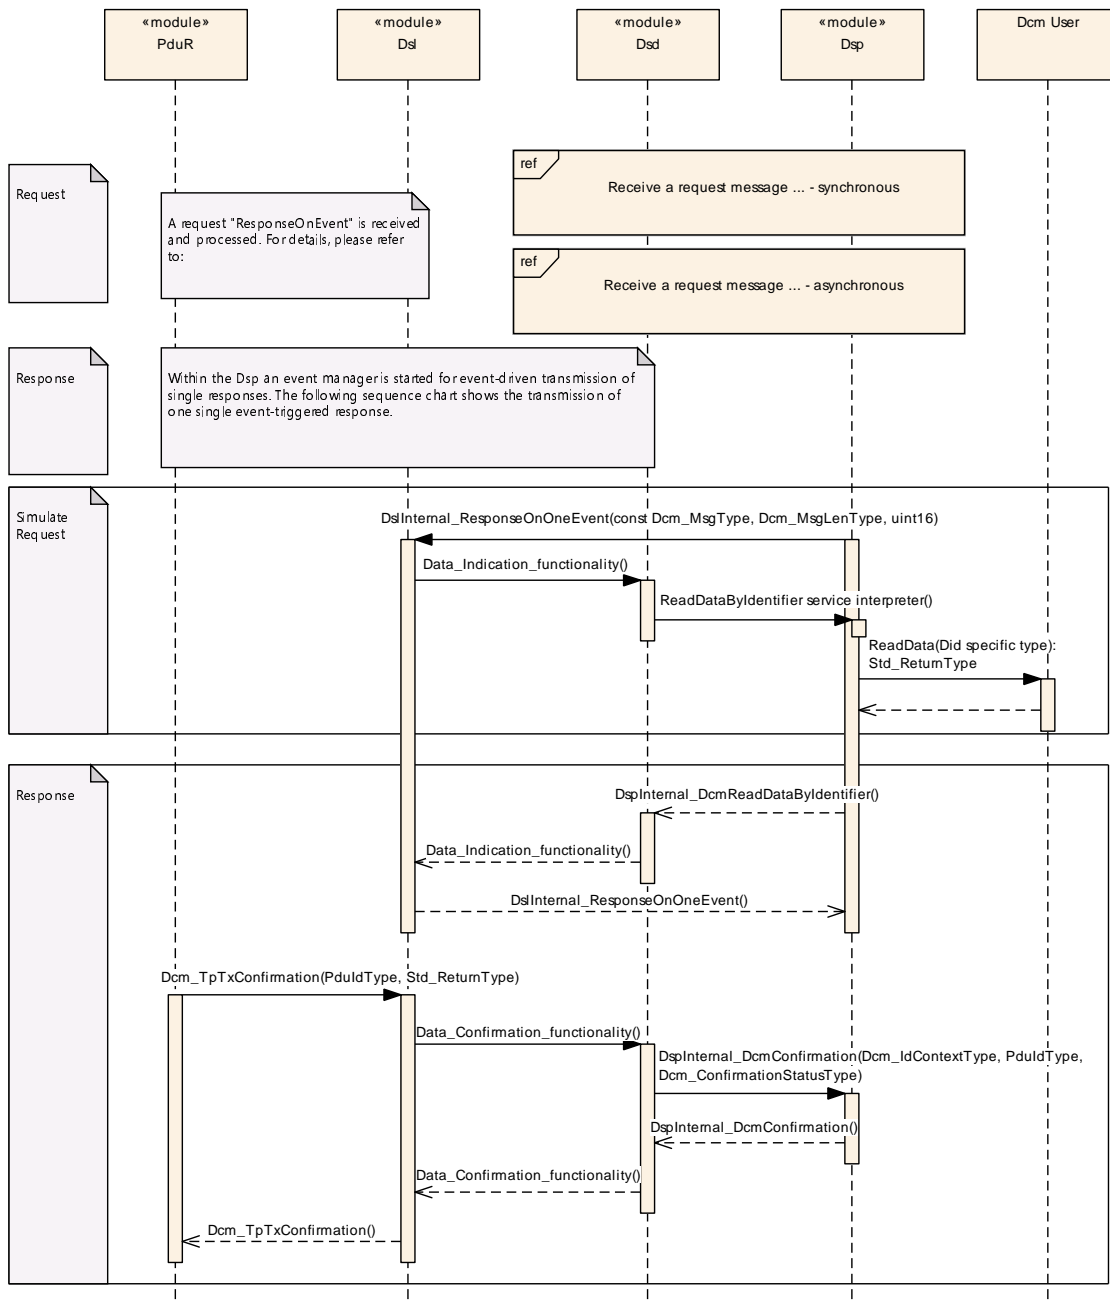 «module»
PduR
«module»
Dsl
«module»
Dsd
«module»
Dsp
Dcm User
Request
A request "ResponseOnEvent" is received
and processed. For details, please refer
to:
ref
Receive a request message ... - synchronous
ref
Receive a request message ... - asynchronous
Response
Within the Dsp an event manager is started for event-driven transmission of
single responses. The following sequence chart shows the transmission of
one single event-triggered response.
Simulate
Request
DslInternal_ResponseOnOneEvent(const Dcm_MsgType, Dcm_MsgLenType, uint16)
Data_Indication_functionality()
ReadDataByIdentifier service interpreter()
ReadData(Did specific type):
Std_ReturnType
Response
DspInternal_DcmReadDataByIdentifier()
Data_Indication_functionality()
DslInternal_ResponseOnOneEvent()
Dcm_TpTxConfirmation(PduIdType, Std_ReturnType)
Data_Confirmation_functionality()
DspInternal_DcmConfirmation(Dcm_IdContextType, PduIdType,
Dcm_ConfirmationStatusType)
DspInternal_DcmConfirmation()
Data_Confirmation_functionality()
Dcm_TpTxConfirmation()